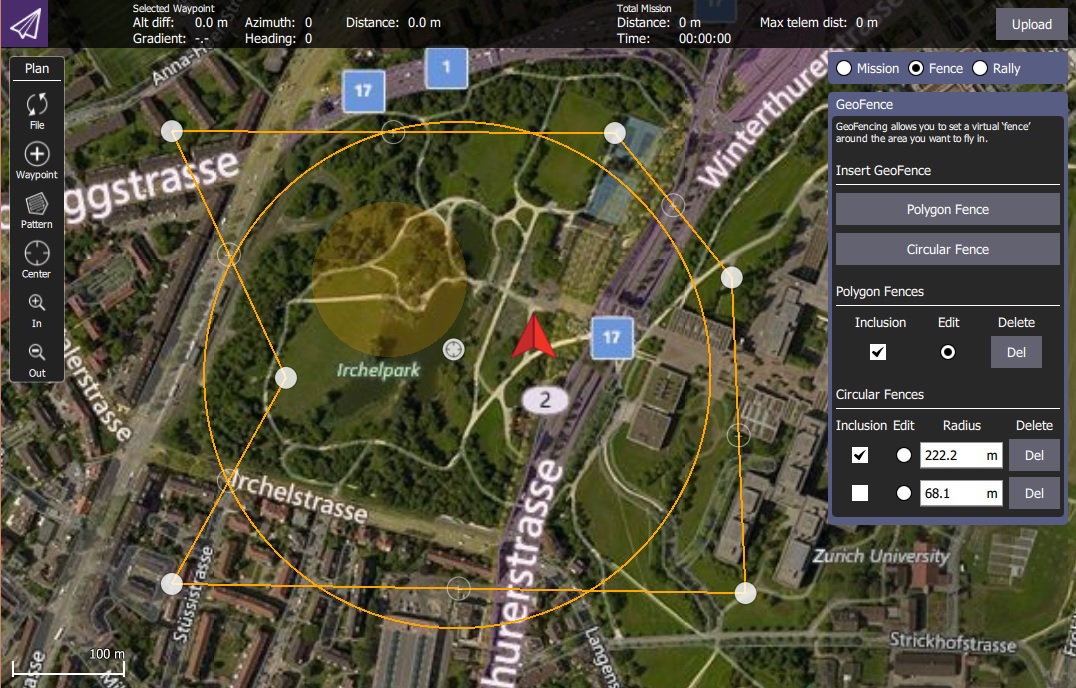 Selected Waypoint
Alt diff: 0.0 m Azimuth: 0 Distance: 0.0 m
Gradient: -.- Heading: 0
Total Mission
Distance: 0 m Max telem dist: 0 m
Time: 00:00:00
Upload
Plan
File
Waypoint
Pattern
Center
In
Out
Mission Fence Rally
GeoFence
GeoFencing allows you to set a virtual 'fence'
around the area you want to fly in.
Insert GeoFence
Polygon Fence
Circular Fence
Polygon Fences
Inclusion Edit Delete
Del
Circular Fences
Inclusion Edit Radius Delete
222.2 m Del
68.1 m Del
17
1
17
17
2
ggstrasse
Irchelpark
Irchelstrasse
Stüssistrasse
hurerstrasse
Winterthurer
Langens
Zurich University
Strickhofstrasse
elerstrasse
asse
100 m